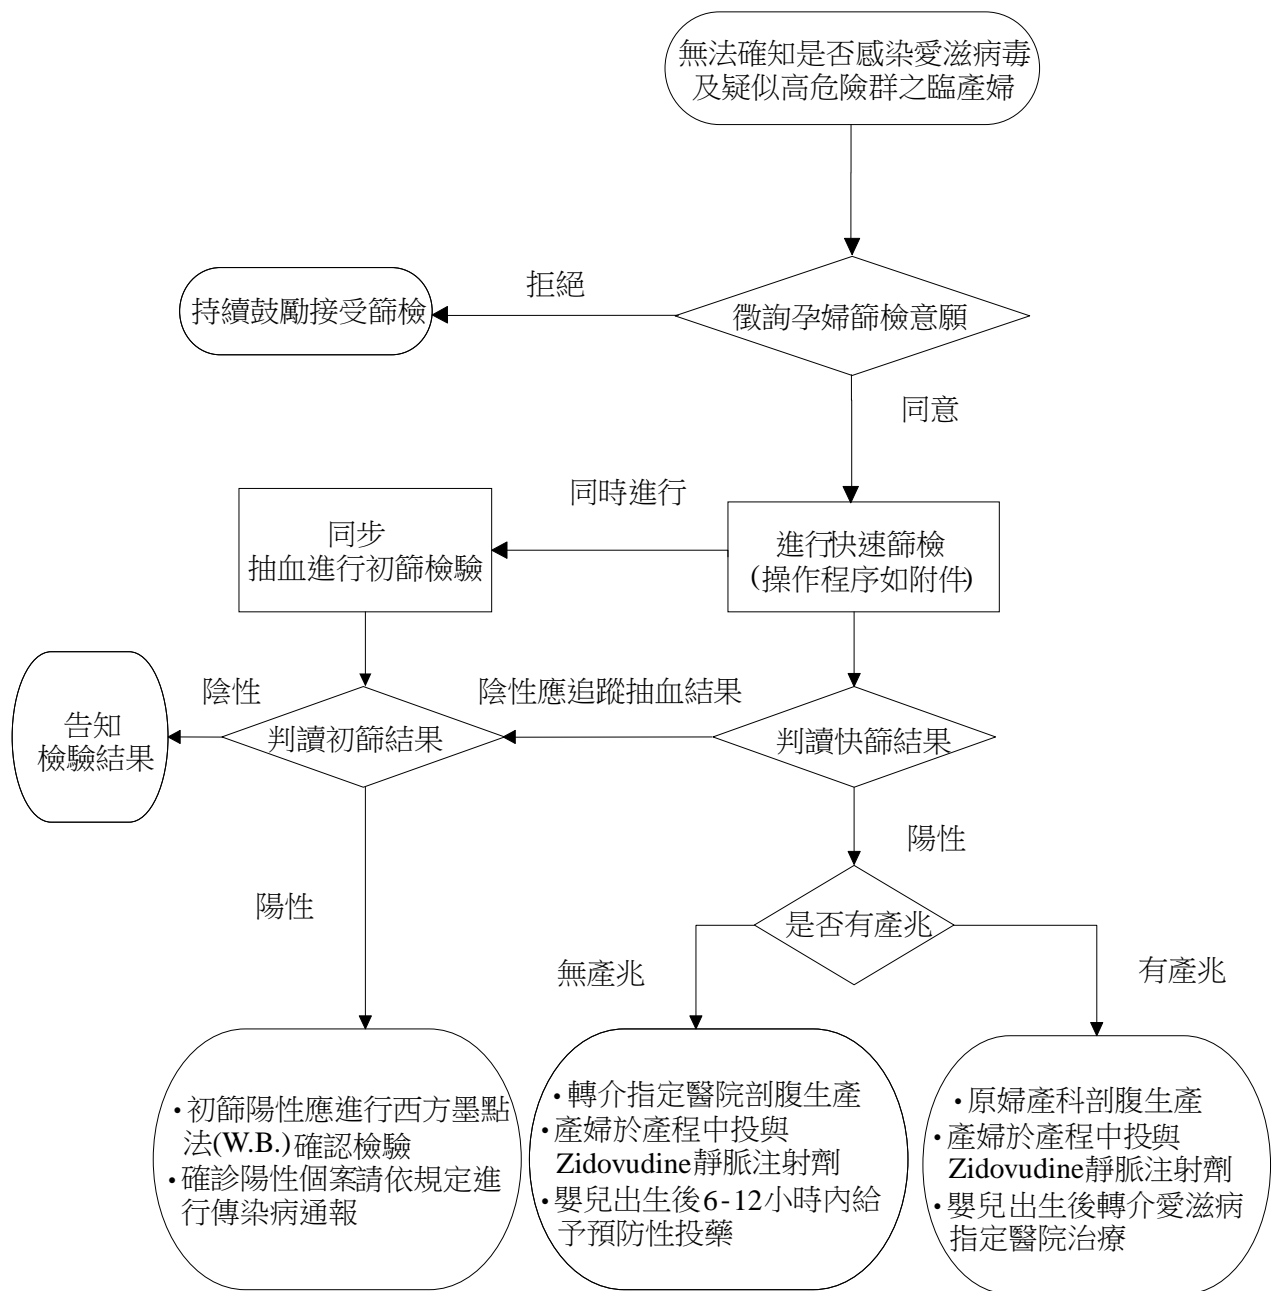 無法確知是否感染愛滋病毒
及疑似高危險群之臨產婦
拒絕
持續鼓勵接受篩檢
徵詢孕婦篩檢意願
同意
同時進行
同步
抽血進行初篩檢驗
進行快速篩檢
(操作程序如附件)
陰性
陰性應追蹤抽血結果
告知
檢驗結果
判讀初篩結果
判讀快篩結果
陽性
陽性
是否有產兆
無產兆
有產兆
・初篩陽性應進行西方墨點
法(W.B.)確認檢驗
・確診陽性個案請依規定進
行傳染病通報
・轉介指定醫院剖腹生產
・產婦於產程中投與
Zidovudine靜脈注射劑
・嬰兒出生後6-12小時內給
予預防性投藥
・原婦產科剖腹生產
・產婦於產程中投與
Zidovudine靜脈注射劑
・嬰兒出生後轉介愛滋病
指定醫院治療